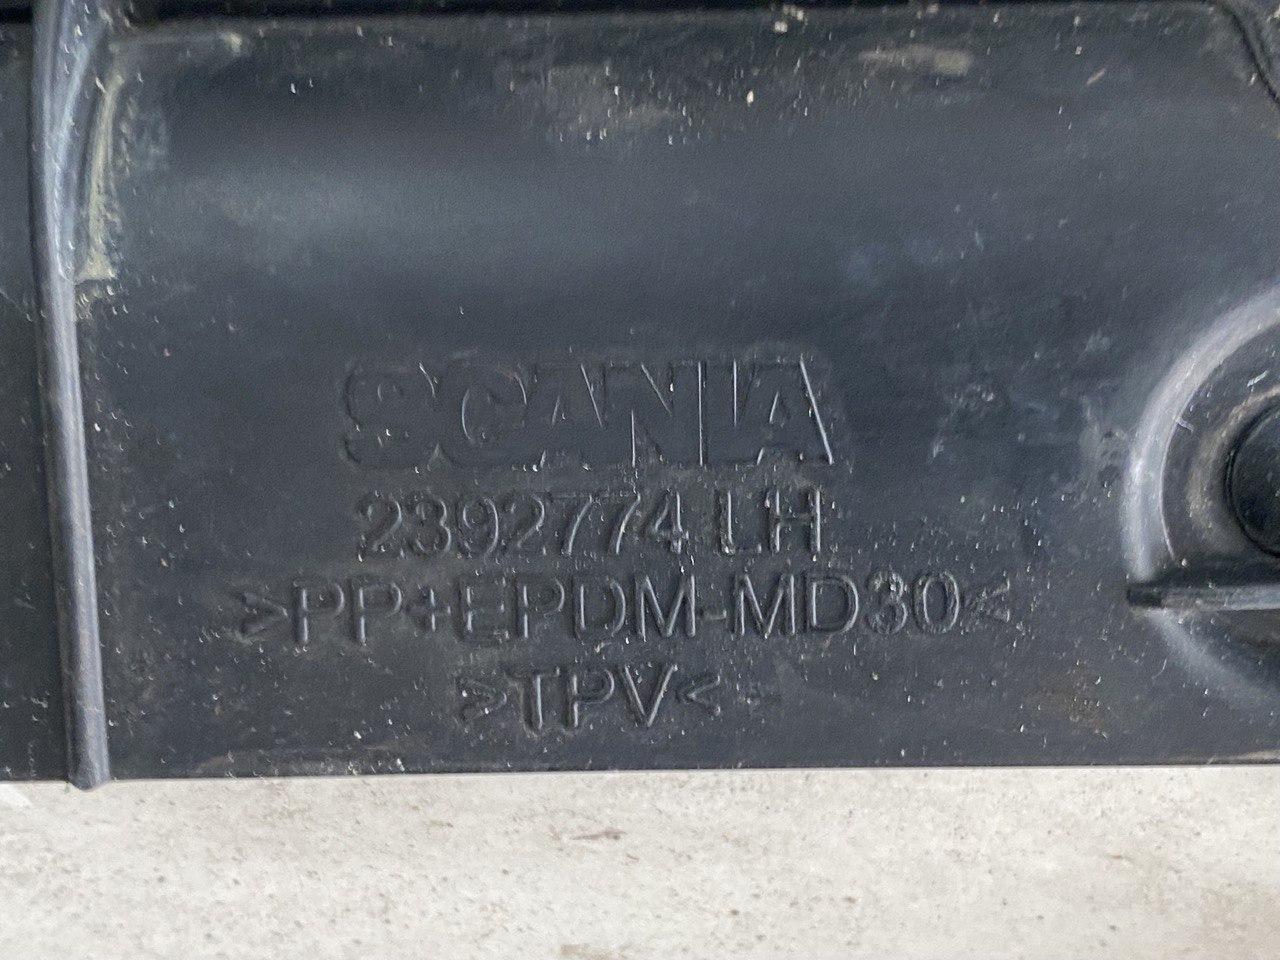 SCANIA
2392774 LH
>PP+EPDM-MD30<
>TPV<